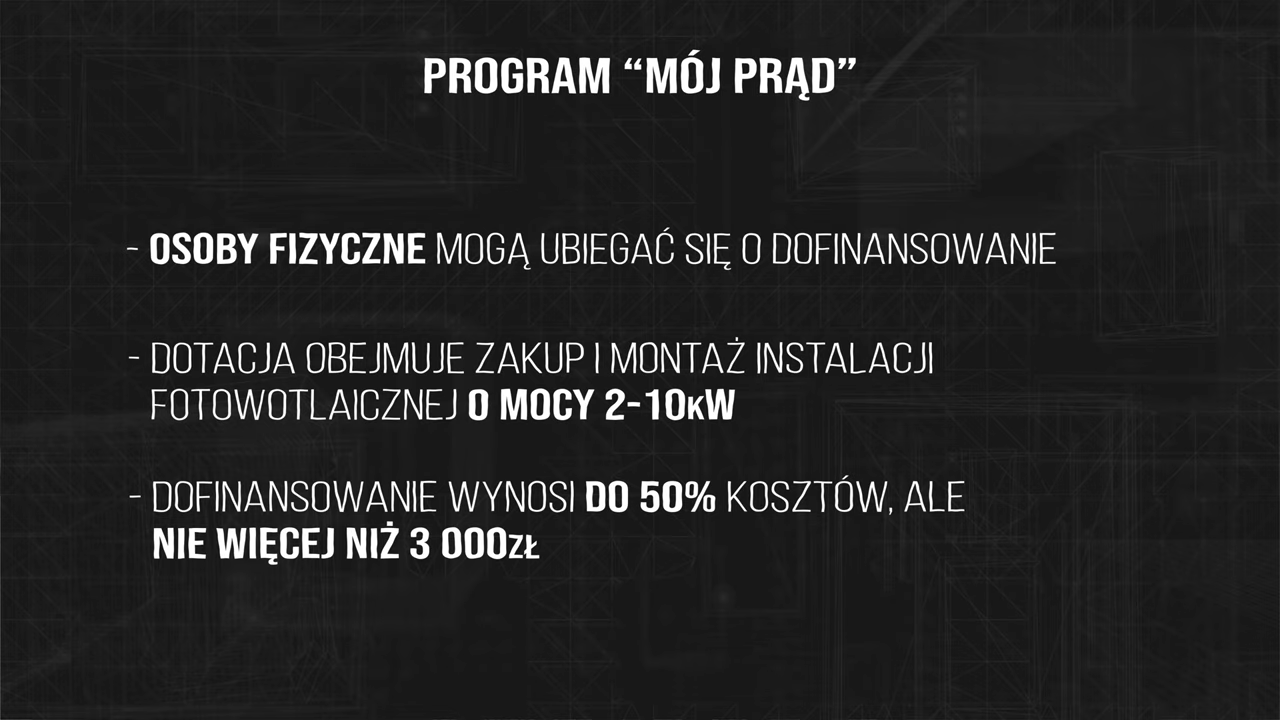 PROGRAM “MÓJ PRĄD”
- OSOBY FIZYCZNE MOGĄ UBIEGAĆ SIĘ O DOFINANSOWANIE
- DOTACJA OBEJMUJE ZAKUP I MONTAŻ INSTALACJI
FOTOWOTLAICZNEJ O MOCY 2-10KW
- DOFINANSOWANIE WYNOSI DO 50% KOSZTÓW, ALE
NIE WIĘCEJ NIŻ 3 000ZŁ